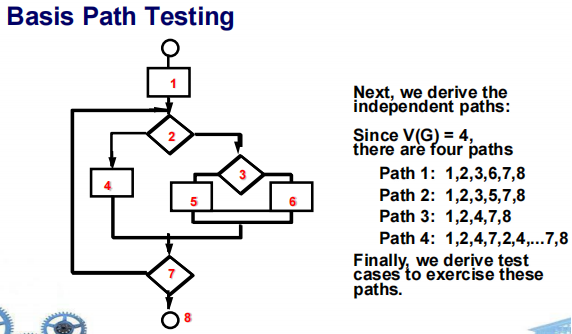 Basis Path Testing
1
2
3
4
5
6
7
8
Next, we derive the
independent paths:
Since V(G) = 4,
there are four paths
Path 1: 1,2,3,6,7,8
Path 2: 1,2,3,5,7,8
Path 3: 1,2,4,7,8
Path 4: 1,2,4,7,2,4,...7,8
Finally, we derive test
cases to exercise these
paths.